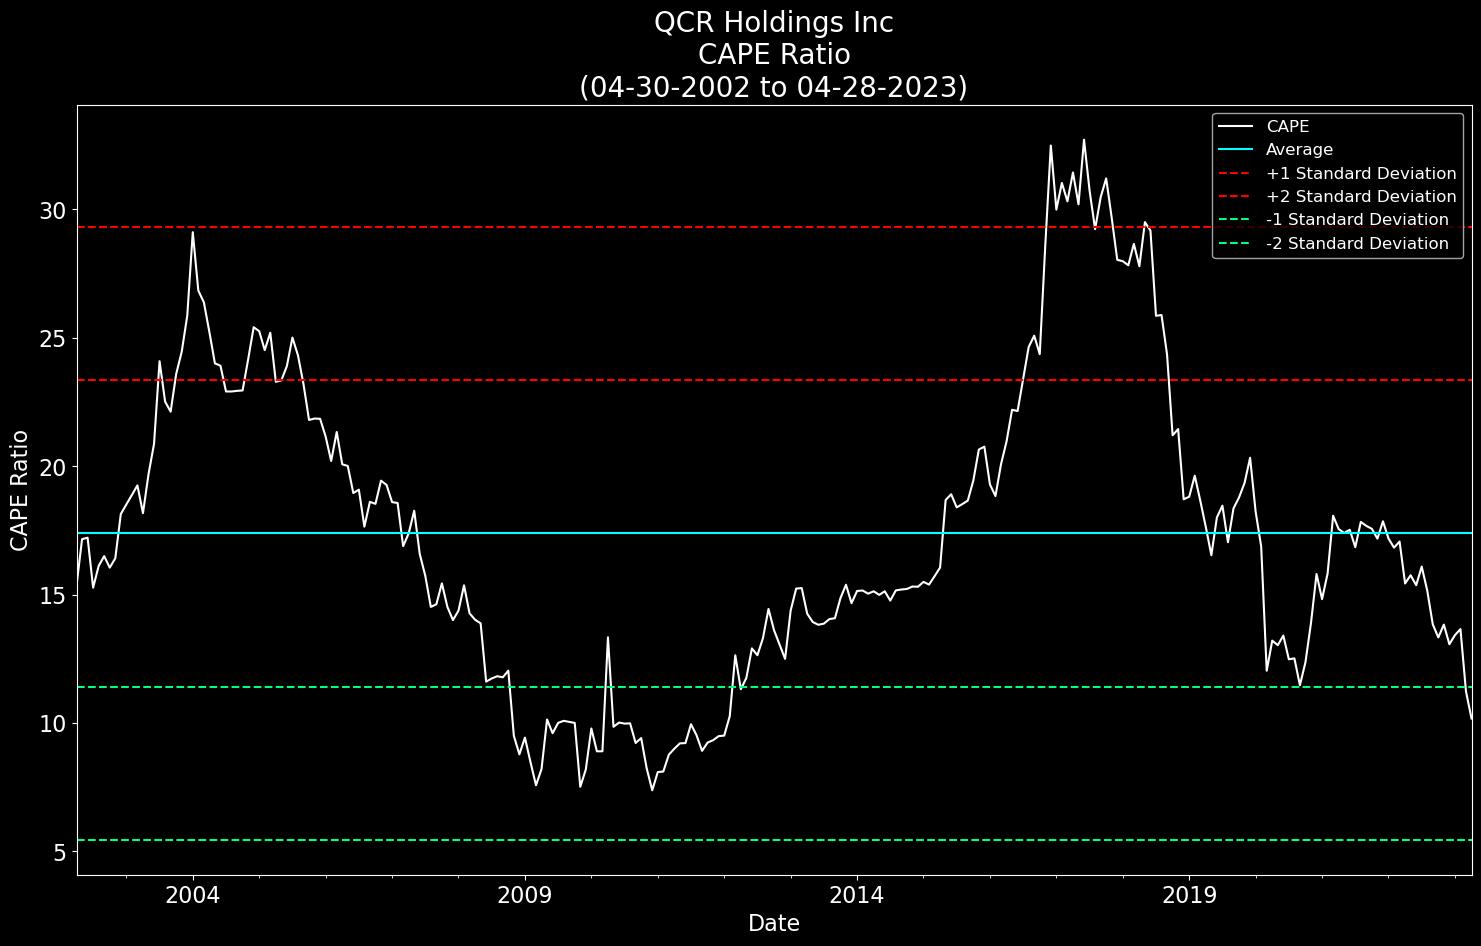 QCR Holdings Inc
CAPE Ratio
(04-30-2002 to 04-28-2023)
CAPE
Average
+1 Standard Deviation
+2 Standard Deviation
-1 Standard Deviation
-2 Standard Deviation
CAPE Ratio
30
25
20
15
10
5
2004 2009 2014 2019
Date